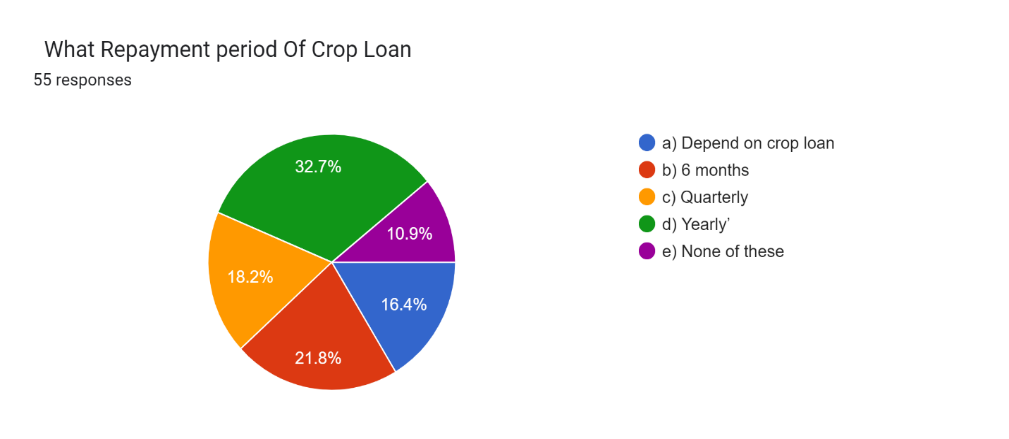 What Repayment period Of Crop Loan
55 responses
32.7%
10.9%
18.2%
16.4%
21.8%
a) Depend on crop loan
b) 6 months
c) Quarterly
d) Yearly’
e) None of these